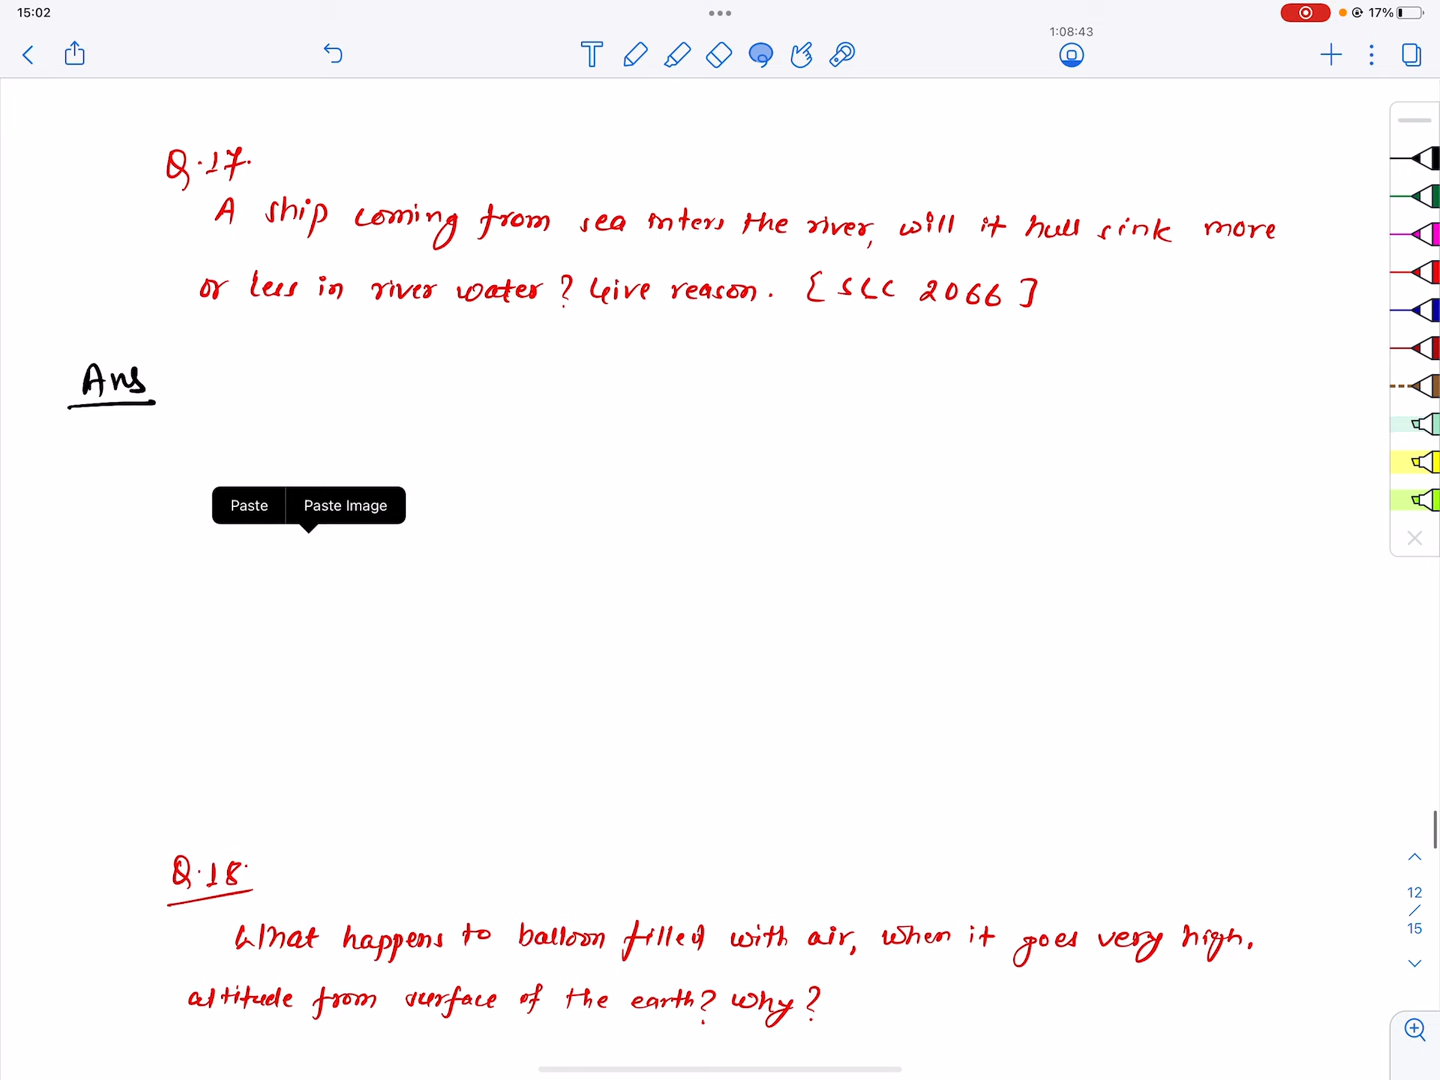 15:02
17%
1:08:43
Q.17.
A ship coming from sea inters the river, will it hull sink more
or less in river water? Give reason. [SLC 2066]
Ans
Paste
Paste Image
Q.18.
What happens to balloon filled with air, when it goes very high.
altitude from surface of the earth? Why?
12
/
15